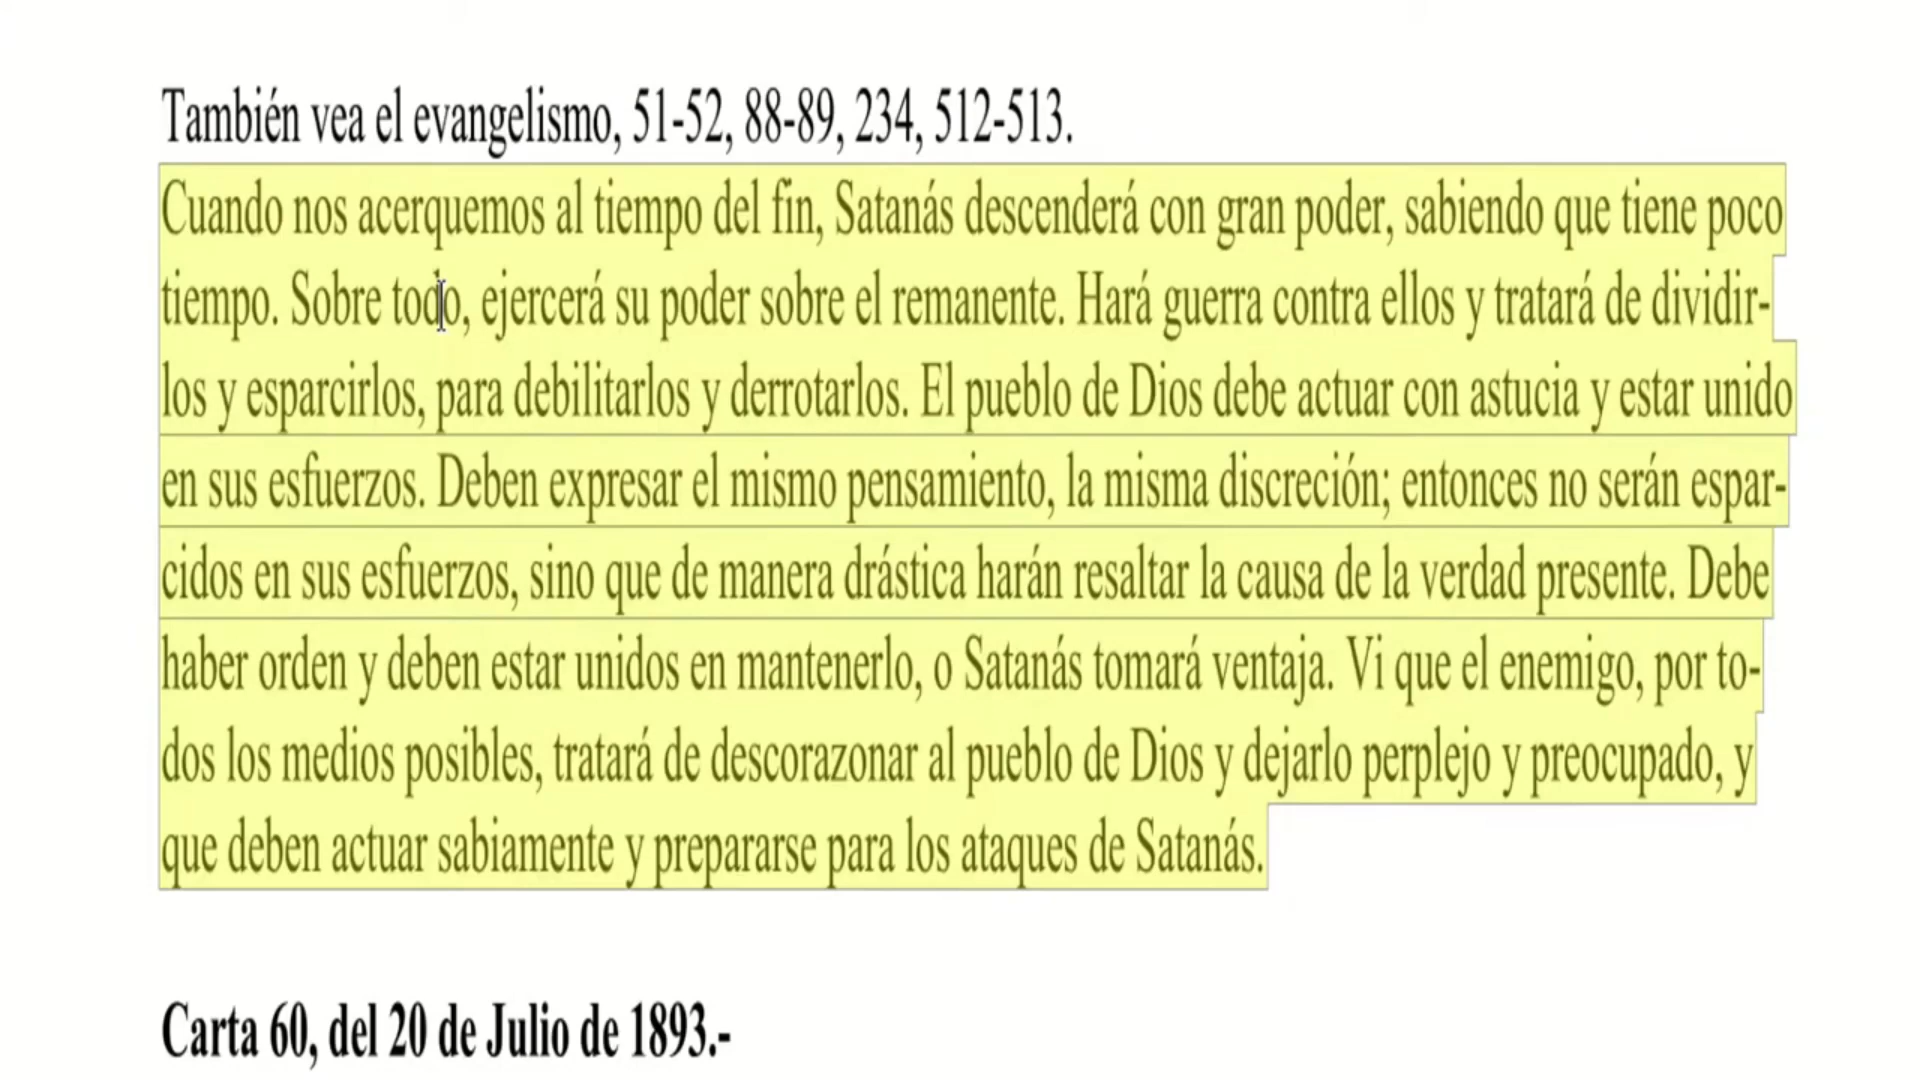 También vea el evangelismo, 51-52, 88-89, 234, 512-513.
Cuando nos acerquemos al tiempo del fin, Satanás descenderá con gran poder, sabiendo que tiene poco
tiempo. Sobre todo, ejercerá su poder sobre el remanente. Hará guerra contra ellos y tratará de dividir-
los y esparcirlos, para debilitarlos y derrotarlos. El pueblo de Dios debe actuar con astucia y estar unido
en sus esfuerzos. Deben expresar el mismo pensamiento, la misma discreción; entonces no serán espar-
cidos en sus esfuerzos, sino que de manera drástica harán resaltar la causa de la verdad presente. Debe
haber orden y deben estar unidos en mantenerlo, o Satanás tomará ventaja. Vi que el enemigo, por to-
dos los medios posibles, tratará de descorazonar al pueblo de Dios y dejarlo perplejo y preocupado, y
que deben actuar sabiamente y prepararse para los ataques de Satanás.
Carta 60, del 20 de Julio de 1893.-